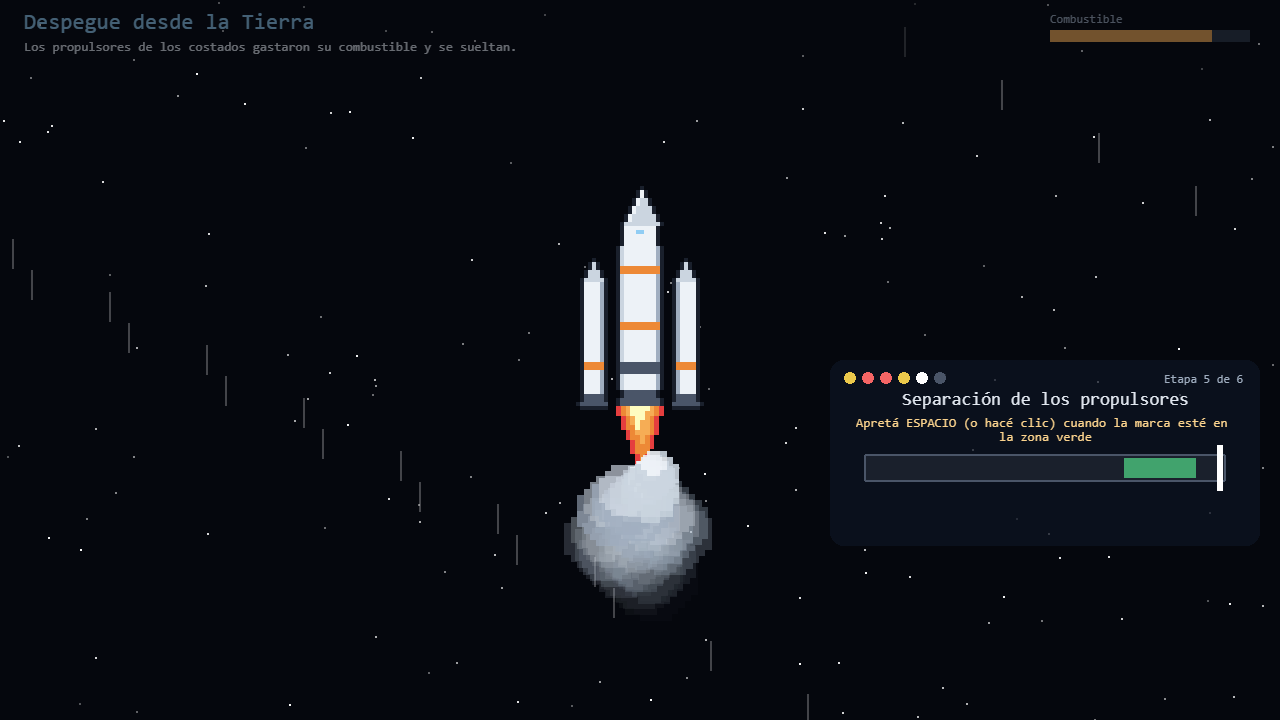 Despegue desde la Tierra
Los propulsores de los costados gastaron su combustible y se sueltan.
Combustible
Etapa 5 de 6
Separación de los propulsores
Apretá ESPACIO (o hacé clic) cuando la marca esté en
la zona verde